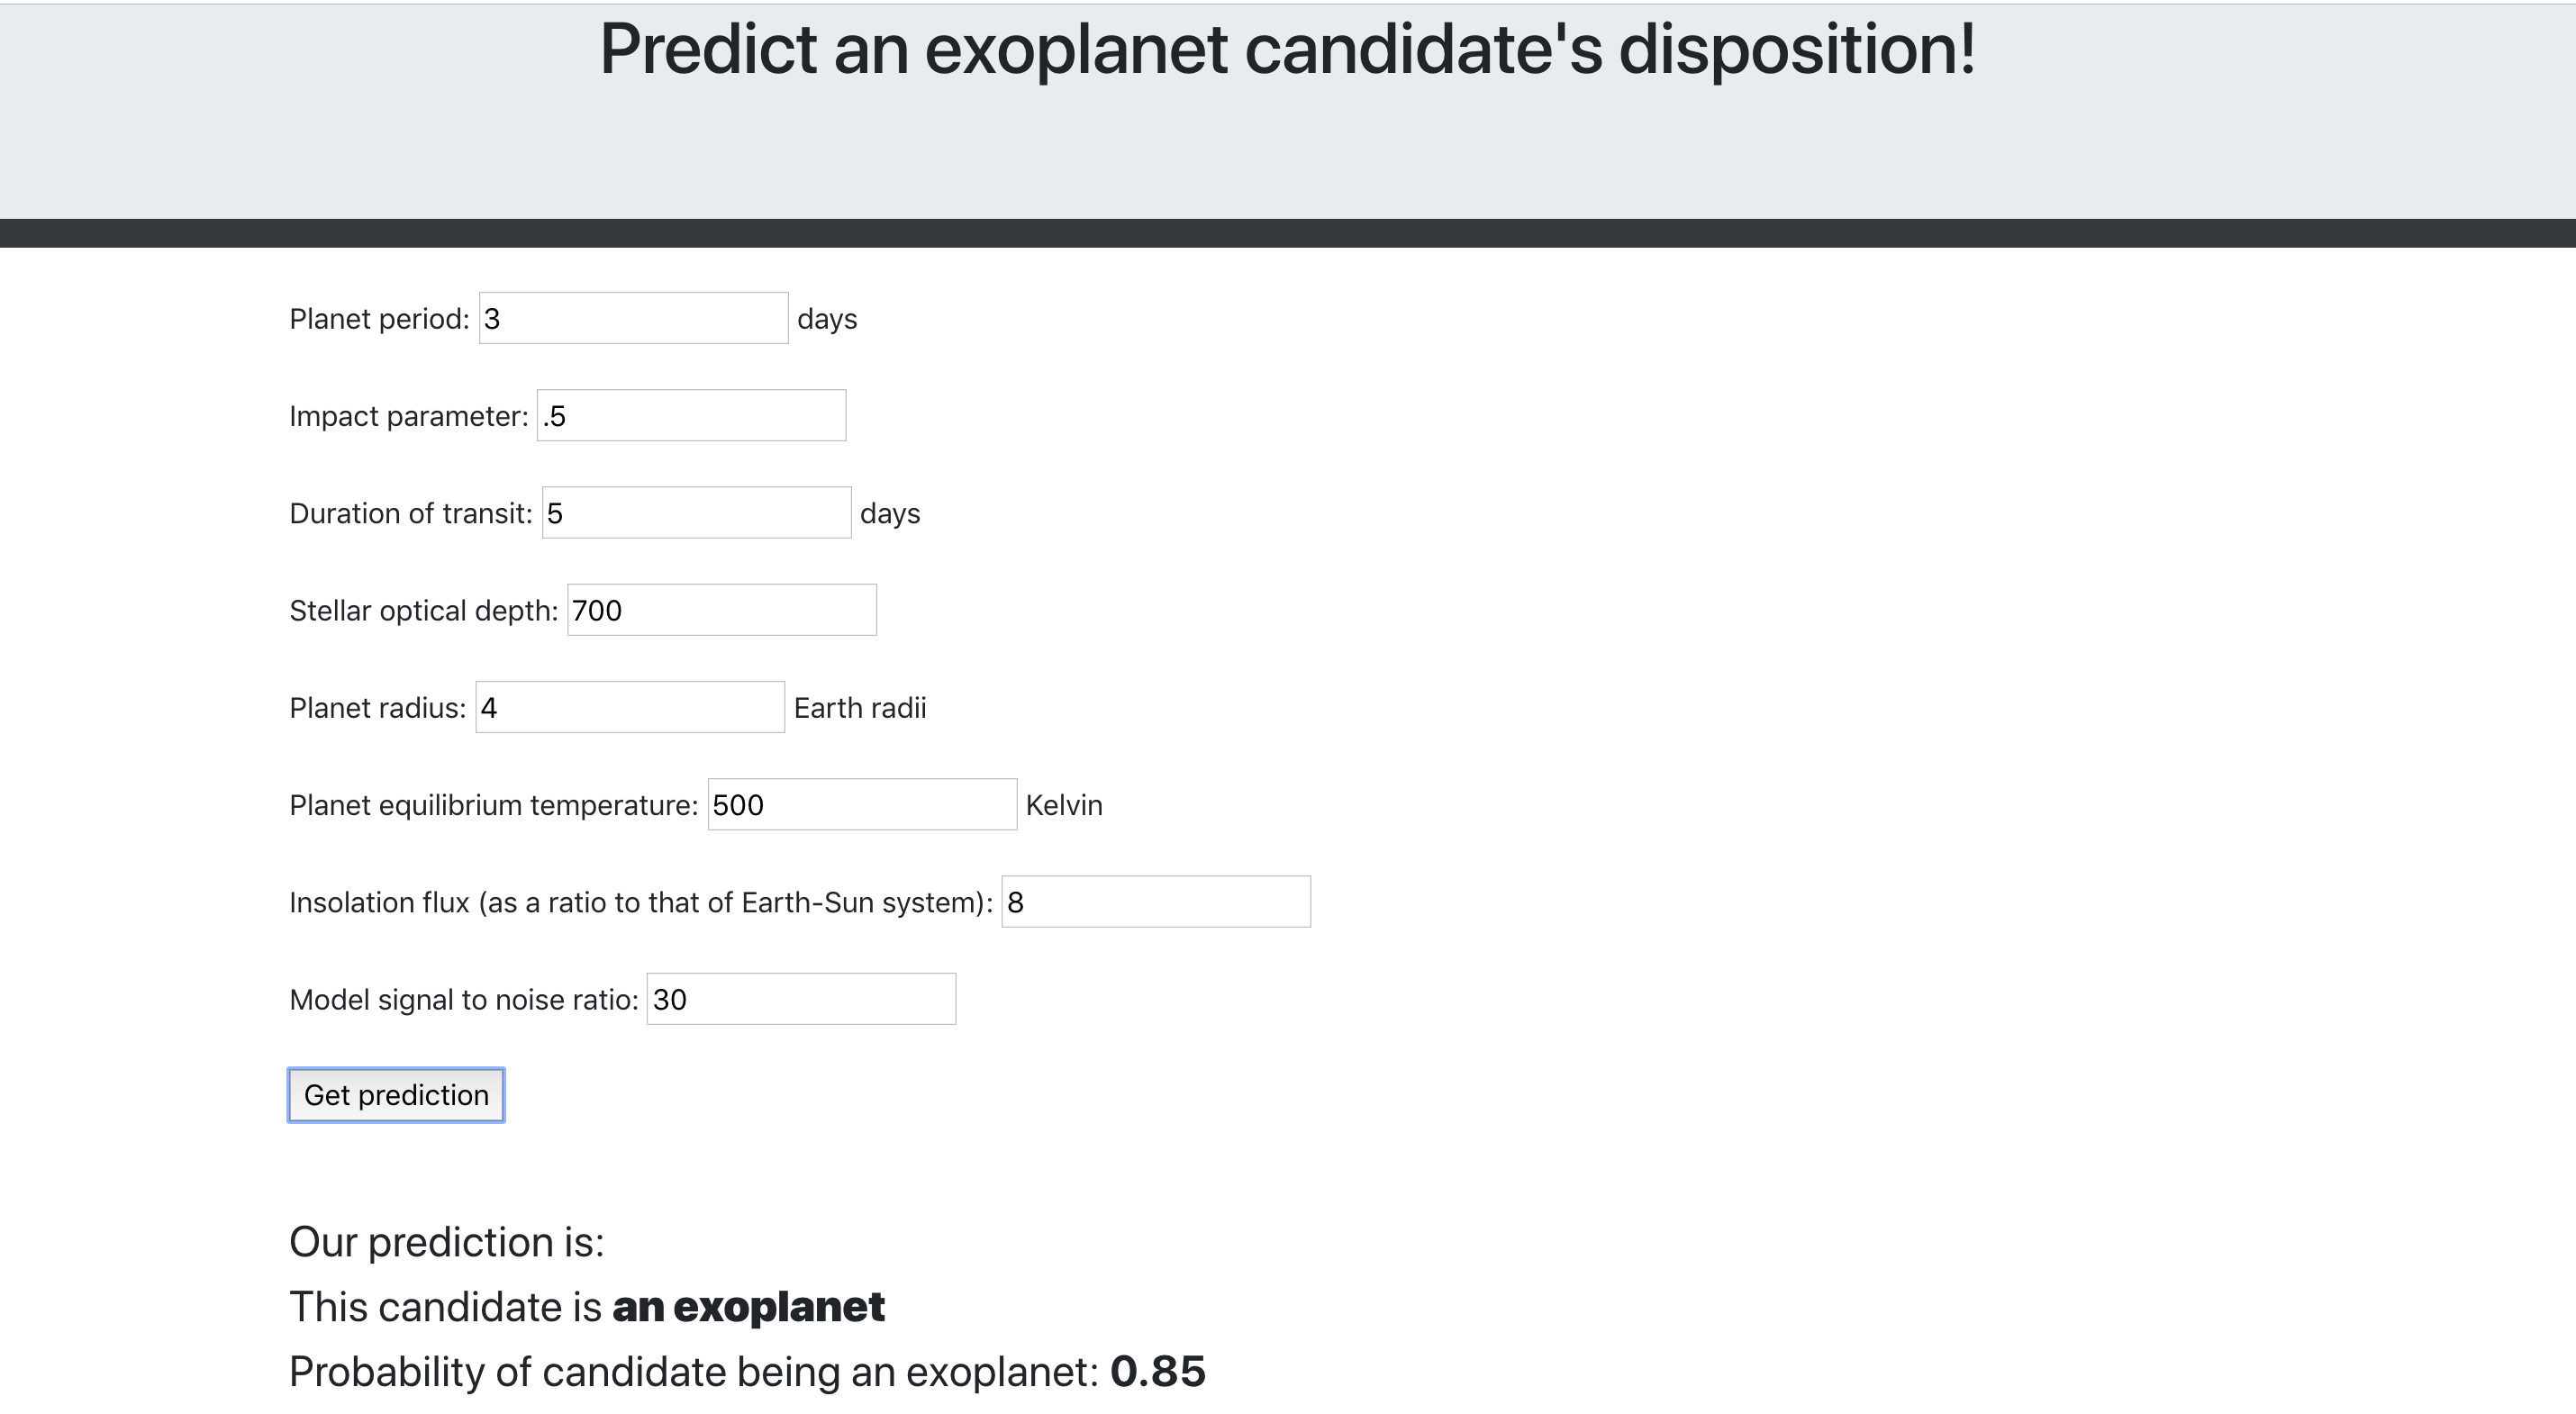 Predict an exoplanet candidate's disposition!
Planet period: 3 days
Impact parameter: .5
Duration of transit: 5 days
Stellar optical depth: 700
Planet radius: 4 Earth radii
Planet equilibrium temperature: 500 Kelvin
Insolation flux (as a ratio to that of Earth-Sun system): 8
Model signal to noise ratio: 30
Get prediction
Our prediction is:
This candidate is an exoplanet
Probability of candidate being an exoplanet: 0.85